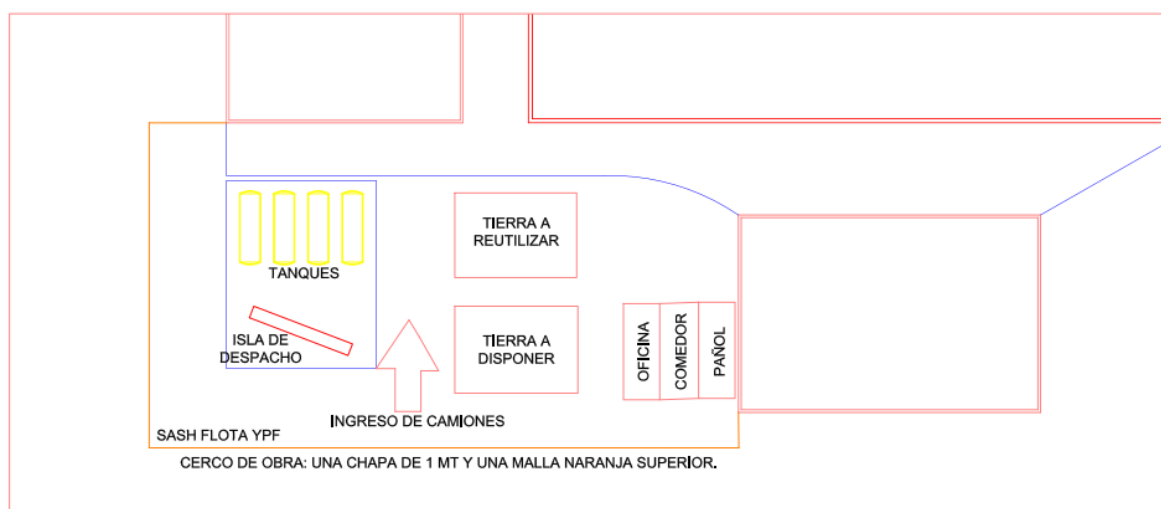 TIERRA A
REUTILIZAR
TANQUES
ISLA DE
DESPACHO
TIERRA A
DISPONER
OFICINA
COMEDOR
PAÑOL
INGRESO DE CAMIONES
SASH FLOTA YPF
CERCO DE OBRA: UNA CHAPA DE 1 MT Y UNA MALLA NARANJA SUPERIOR.